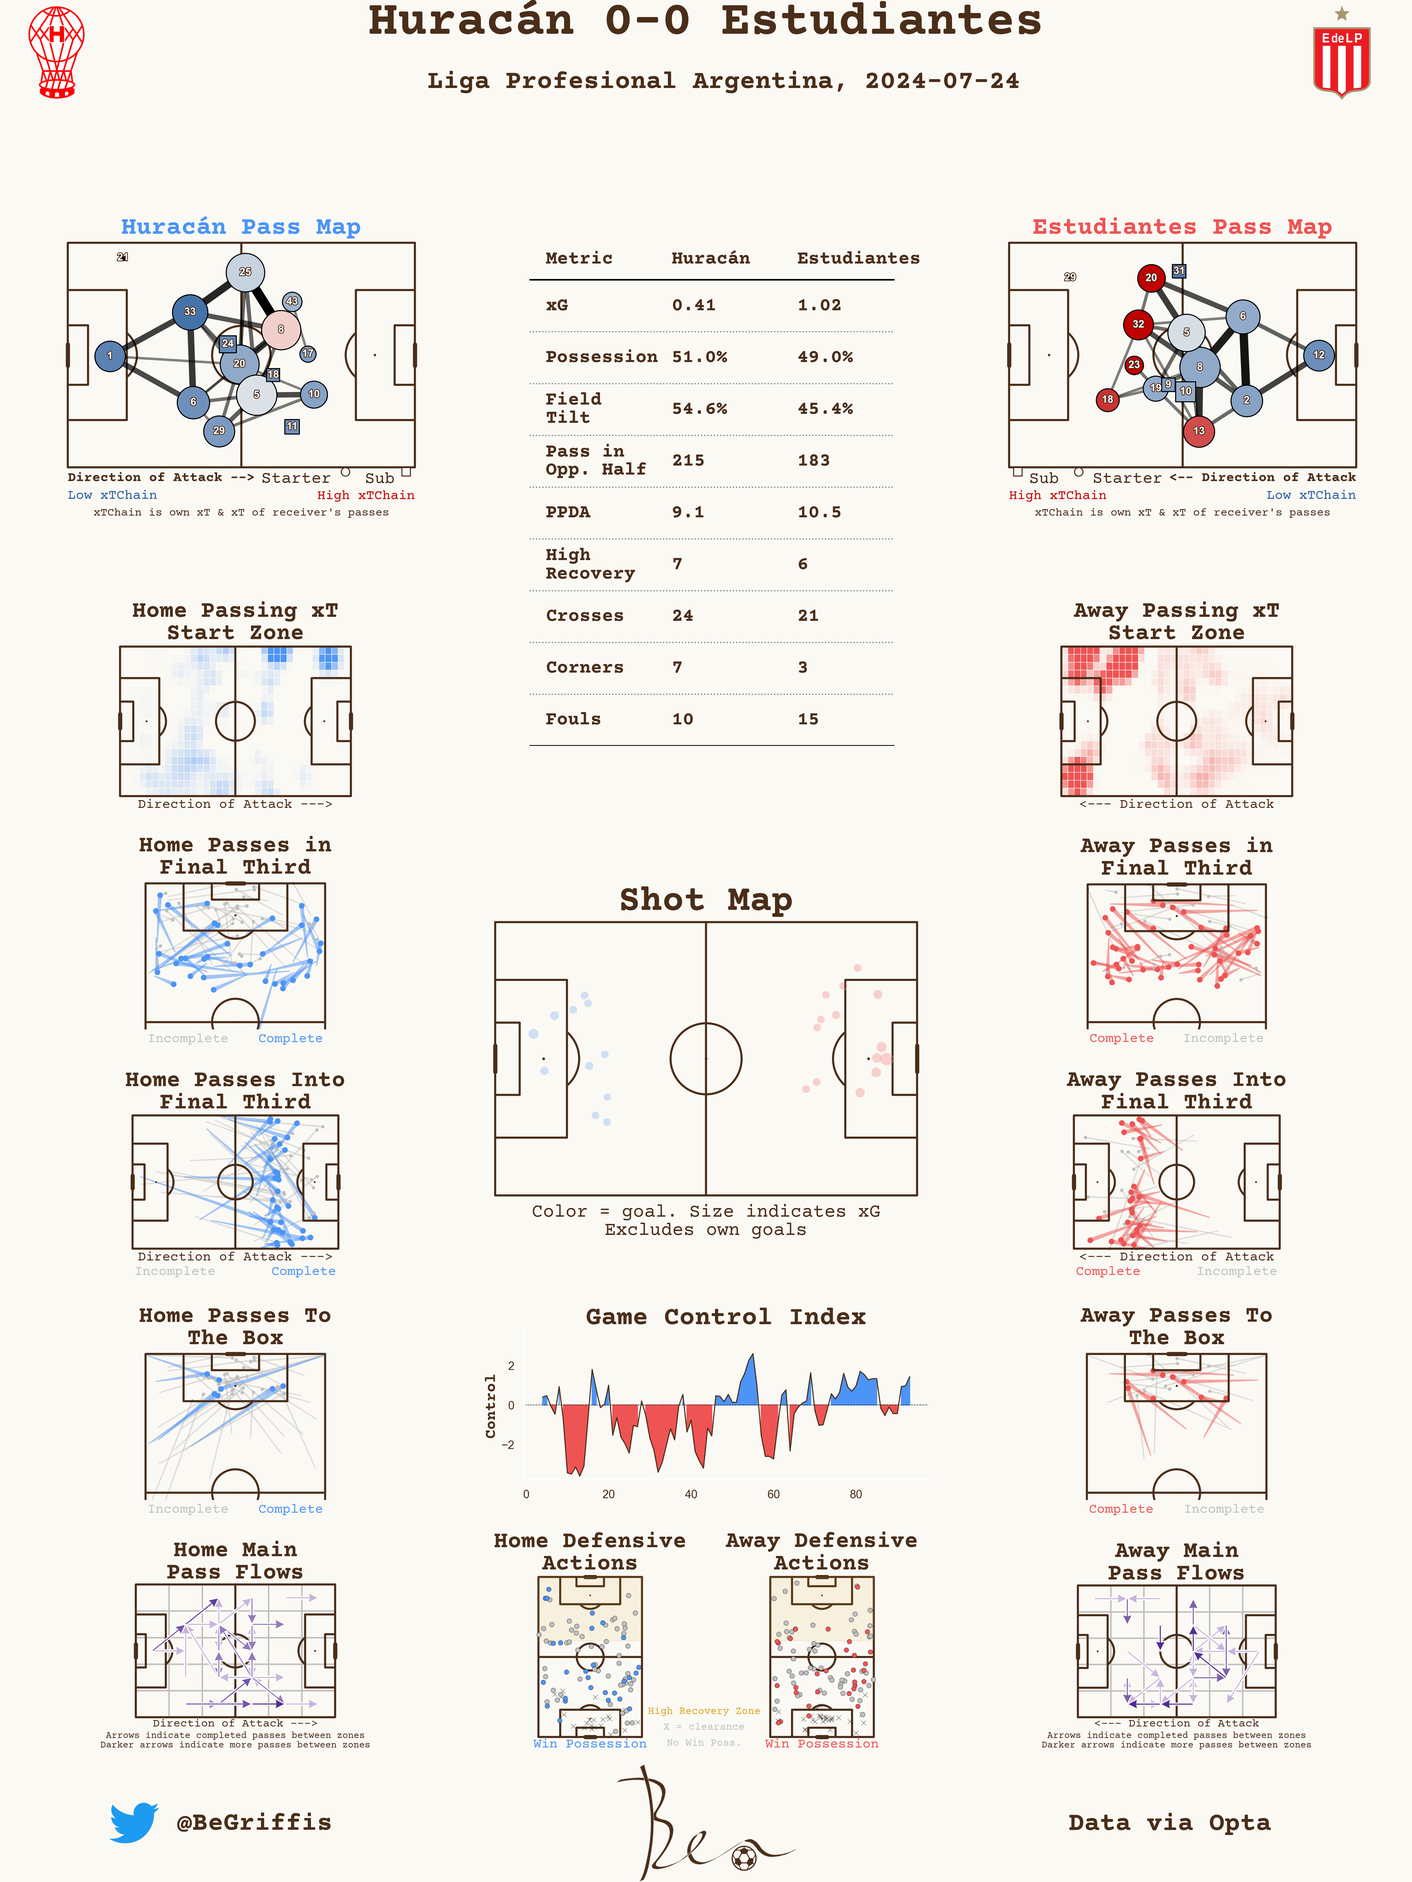 Huracán 0-0 Estudiantes
Liga Profesional Argentina, 2024-07-24
H
EdeLP
Huracán Pass Map
21
25
43
33
8
24
17
1
20
18
6
5
10
29
11
Direction of Attack --> Starter Sub
Low xTChain High xTChain
xTChain is own xT & xT of receiver's passes
Metric Huracán Estudiantes
xG 0.41 1.02
Possession 51.0% 49.0%
Field
Tilt 54.6% 45.4%
Pass in
Opp. Half 215 183
PPDA 9.1 10.5
High
Recovery 7 6
Crosses 24 21
Corners 7 3
Fouls 10 15
Estudiantes Pass Map
29
20
31
32
5
6
23
8
12
19
9
10
18
2
13
Sub Starter <-- Direction of Attack
High xTChain Low xTChain
xTChain is own xT & xT of receiver's passes
Home Passing xT
Start Zone
Direction of Attack --->
Away Passing xT
Start Zone
<--- Direction of Attack
Home Passes in
Final Third
Incomplete Complete
Away Passes in
Final Third
Complete Incomplete
Shot Map
Color = goal. Size indicates xG
Excludes own goals
Home Passes Into
Final Third
Direction of Attack --->
Incomplete Complete
Away Passes Into
Final Third
<--- Direction of Attack
Complete Incomplete
Home Passes To
The Box
Incomplete Complete
Game Control Index
Control
2
0
−2
0 20 40 60 80
Away Passes To
The Box
Complete Incomplete
Home Main
Pass Flows
Direction of Attack --->
Arrows indicate completed passes between zones
Darker arrows indicate more passes between zones
Home Defensive
Actions
Win Possession
High Recovery Zone
X = clearance
No Win Poss.
Away Defensive
Actions
Win Possession
Away Main
Pass Flows
<--- Direction of Attack
Arrows indicate completed passes between zones
Darker arrows indicate more passes between zones
@BeGriffis
Ben
Data via Opta